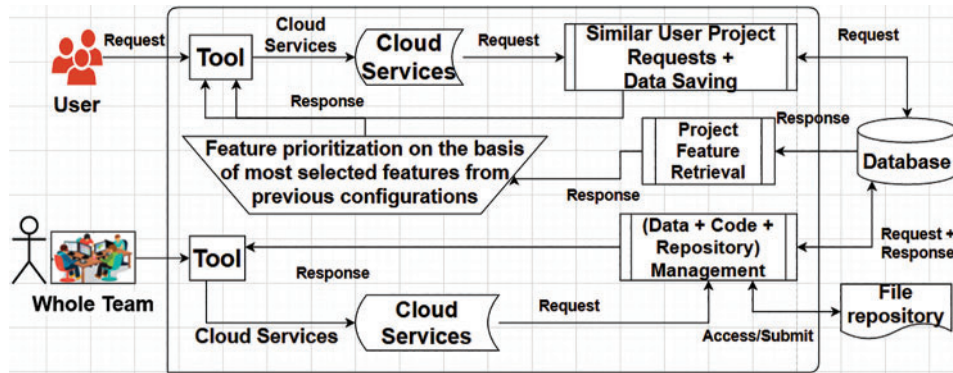 Request
User
Tool
Cloud
Services
Cloud
Services
Request
Similar User Project
Requests +
Data Saving
Request
Response
Feature prioritization on the basis
of most selected features from
previous configurations
Response
Project
Feature
Retrieval
Response
Database
Whole Team
Tool
Response
Cloud Services
Cloud
Services
Request
(Data + Code +
Repository)
Management
Request +
Response
Access/Submit
File
repository